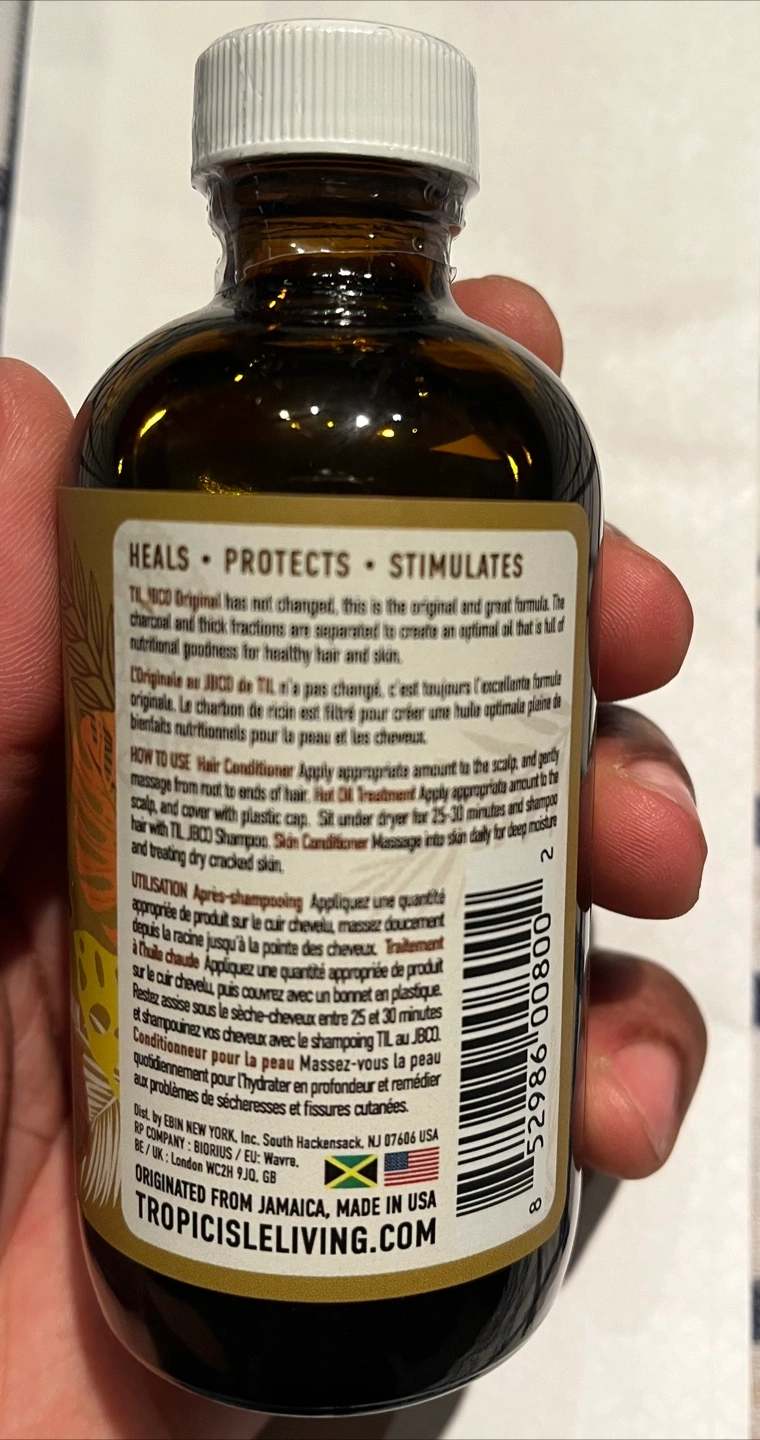 HEALS • PROTECTS • STIMULATES
TIL JBCO Original has not changed, this is the original and great formula. The
charcoal and thick fractions are separated to create an optimal oil that is full of
nutritional goodness for healthy hair and skin.
L'Originale au JBCO de TIL n'a pas changé, c'est toujours l'excellente formule
originale. Le charbon de ricin est filtré pour créer une huile optimale pleine de
bienfaits nutritionnels pour la peau et les cheveux.
HOW TO USE Hair Conditioner Apply appropriate amount to the scalp, and gently
massage from root to ends of hair. Hot Oil Treatment Apply appropriate amount to the
scalp, and cover with plastic cap. Sit under dryer for 25-30 minutes and shampoo
hair with TIL JBCO Shampoo. Skin Conditioner Massage into skin daily for deep moisture
and treating dry cracked skin.
UTILISATION Après-shampooing Appliquez une quantité
appropriée de produit sur le cuir chevelu, massez doucement
depuis la racine jusqu'à la pointe des cheveux. Traitement
à l'huile chaude Appliquez une quantité appropriée de produit
sur le cuir chevelu, puis couvrez avec un bonnet en plastique.
Restez assise sous le sèche-cheveux entre 25 et 30 minutes
et shampouinez vos cheveux avec le shampoing TIL au JBCO.
Conditionneur pour la peau Massez-vous la peau
quotidiennement pour l'hydrater en profondeur et remédier
aux problèmes de sécheresses et fissures cutanées.
Dist. by EBIN NEW YORK, Inc. South Hackensack, NJ 07606 USA
RP COMPANY : BIORIUS / EU: Wavre,
BE / UK : London WC2H 9JQ, GB
ORIGINATED FROM JAMAICA, MADE IN USA
TROPICISLELIVING.COM
8 52986 00800 2